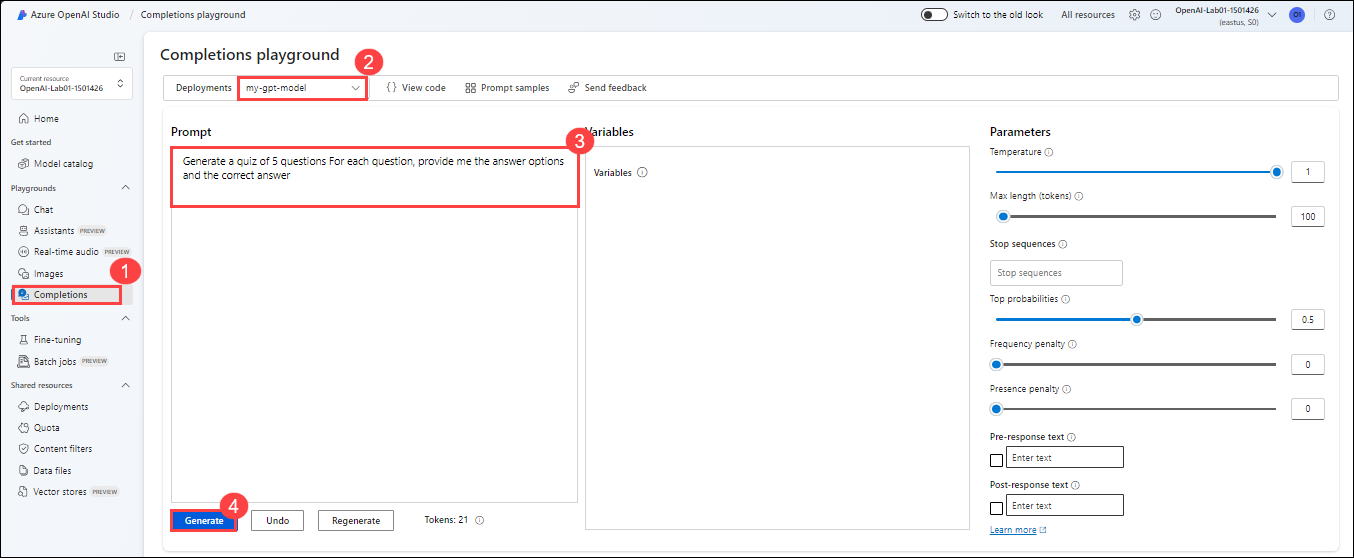 Azure OpenAI Studio / Completions playground
Switch to the old look
All resources
OpenAI-Lab01-1501426
(eastus, S0)
OI
Current resource
OpenAI-Lab01-1501426
Home
Get started
Model catalog
Playgrounds
Chat
Assistants PREVIEW
Real-time audio PREVIEW
Images
1
Completions
Tools
Fine-tuning
Batch jobs PREVIEW
Shared resources
Deployments
Quota
Content filters
Data files
Vector stores PREVIEW
Completions playground
2
Deployments
my-gpt-model
{ } View code
Prompt samples
Send feedback
Prompt
3
Generate a quiz of 5 questions For each question, provide me the answer options
and the correct answer
4
Generate
Undo
Regenerate
Tokens: 21
Variables
Variables
Parameters
Temperature
1
Max length (tokens)
100
Stop sequences
Stop sequences
Top probabilities
0.5
Frequency penalty
0
Presence penalty
0
Pre-response text
Enter text
Post-response text
Enter text
Learn more